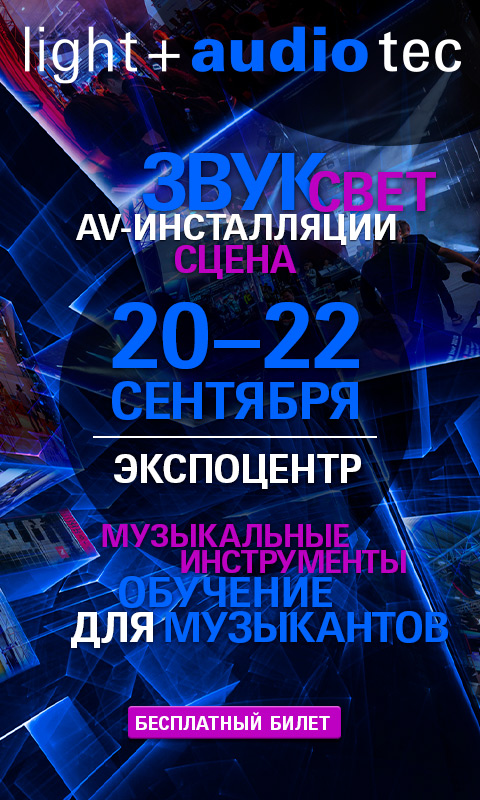 light + audio tec
ЗВУК СВЕТ
AV-ИНСТАЛЛЯЦИИ
СЦЕНА
20–22
СЕНТЯБРЯ
ЭКСПОЦЕНТР
МУЗЫКАЛЬНЫЕ
ИНСТРУМЕНТЫ
ОБУЧЕНИЕ
ДЛЯ МУЗЫКАНТОВ
БЕСПЛАТНЫЙ БИЛЕТ